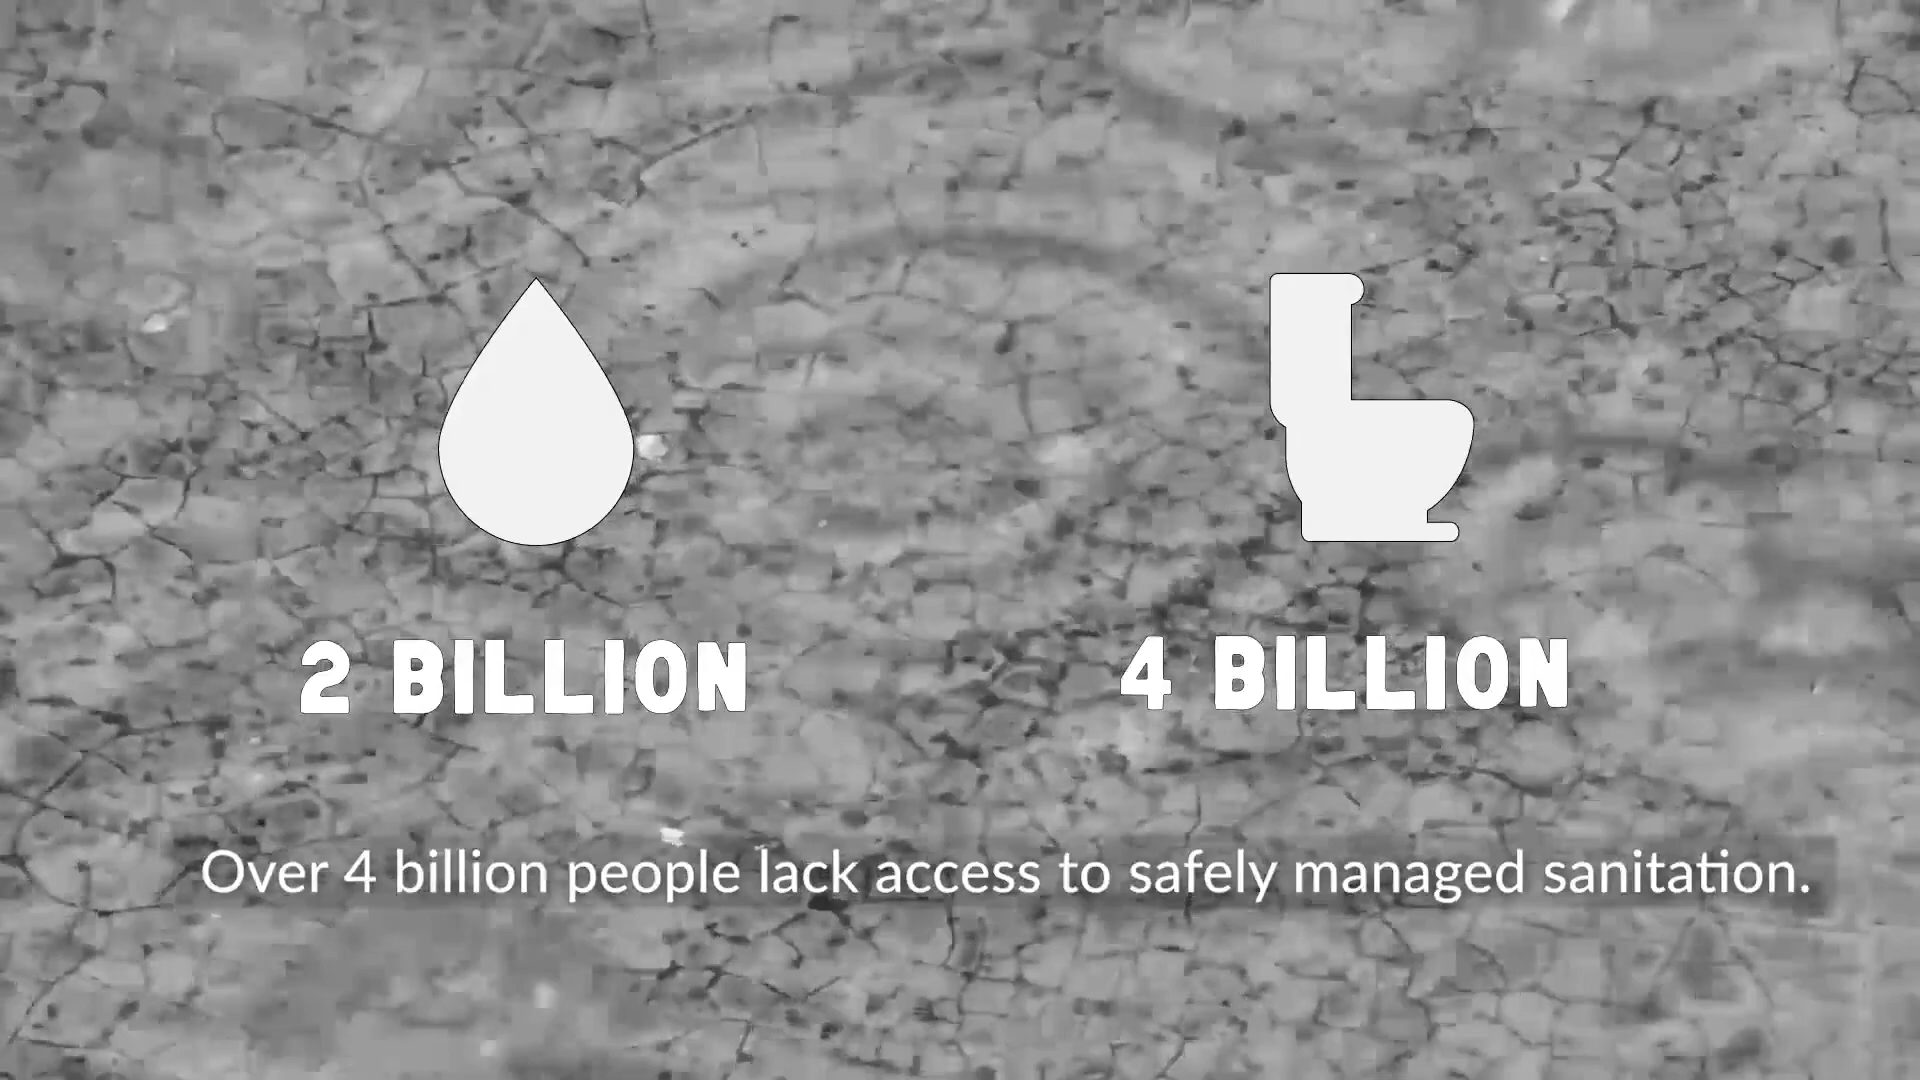 2 BILLION
4 BILLION
Over 4 billion people lack access to safely managed sanitation.